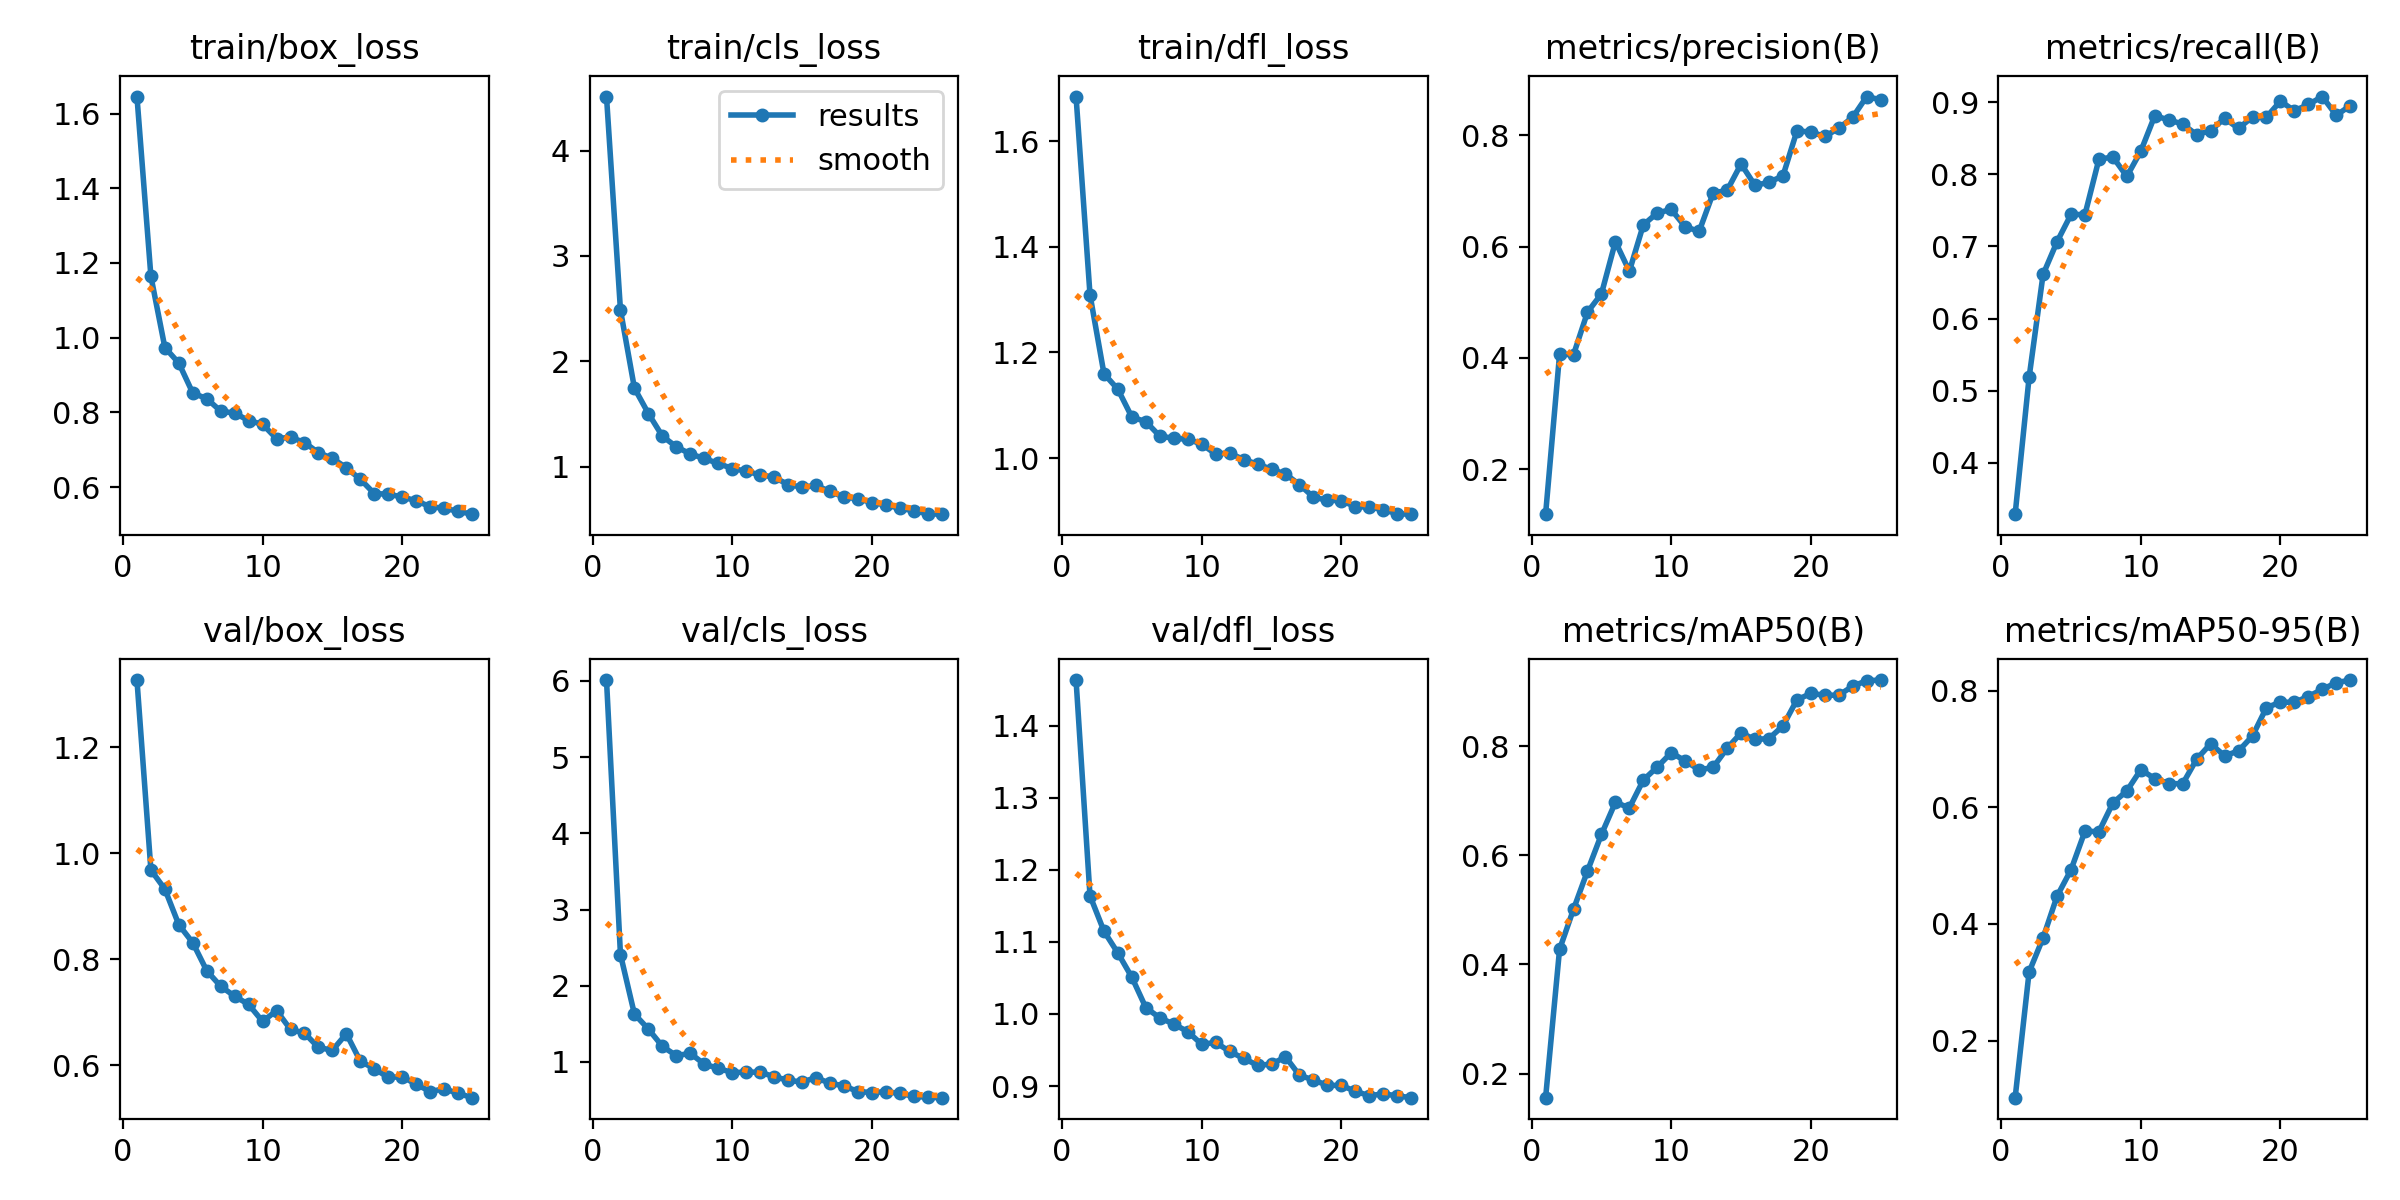 train/box_loss
1.6
1.4
1.2
1.0
0.8
0.6
0 10 20
train/cls_loss
results
smooth
4
3
2
1
0 10 20
train/dfl_loss
1.6
1.4
1.2
1.0
0 10 20
metrics/precision(B)
0.8
0.6
0.4
0.2
0 10 20
metrics/recall(B)
0.9
0.8
0.7
0.6
0.5
0.4
0 10 20
val/box_loss
1.2
1.0
0.8
0.6
0 10 20
val/cls_loss
6
5
4
3
2
1
0 10 20
val/dfl_loss
1.4
1.3
1.2
1.1
1.0
0.9
0 10 20
metrics/mAP50(B)
0.8
0.6
0.4
0.2
0 10 20
metrics/mAP50-95(B)
0.8
0.6
0.4
0.2
0 10 20